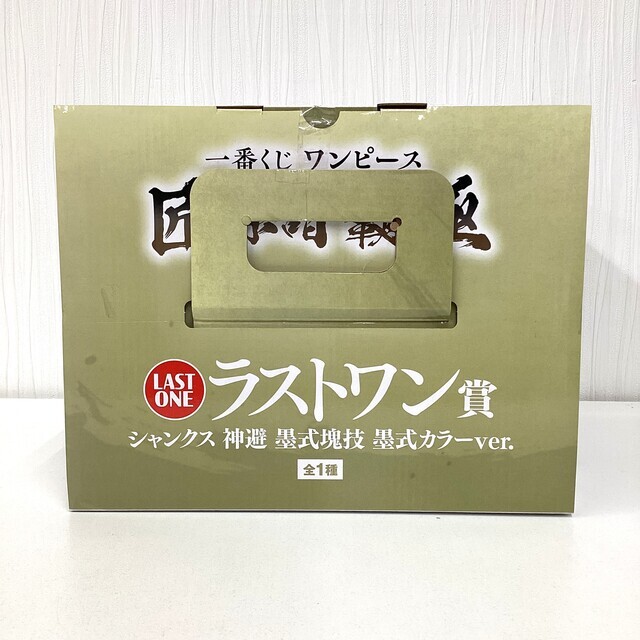 一番くじ ワンピース
LAST
ONE
ラストワン賞
シャンクス 神避 墨式塊技 墨式カラーver.
全1種